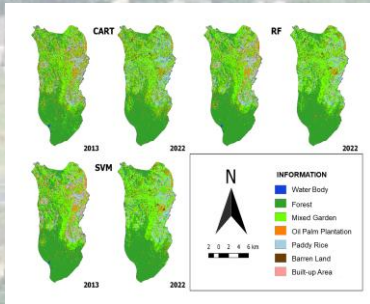 CART
RF
2013
2022
2022
SVM
2013
2022
N
2 0 2 4 6 km
INFORMATION
Water Body
Forest
Mixed Garden
Oil Palm Plantation
Paddy Rice
Barren Land
Built-up Area